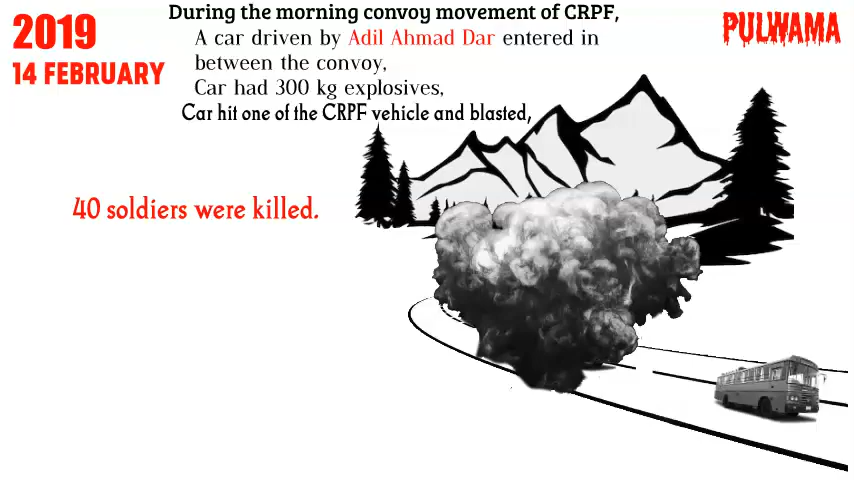 2019
14 FEBRUARY
During the morning convoy movement of CRPF,
A car driven by Adil Ahmad Dar entered in
between the convoy,
Car had 300 kg explosives,
Car hit one of the CRPF vehicle and blasted,
PULWAMA
40 soldiers were killed.